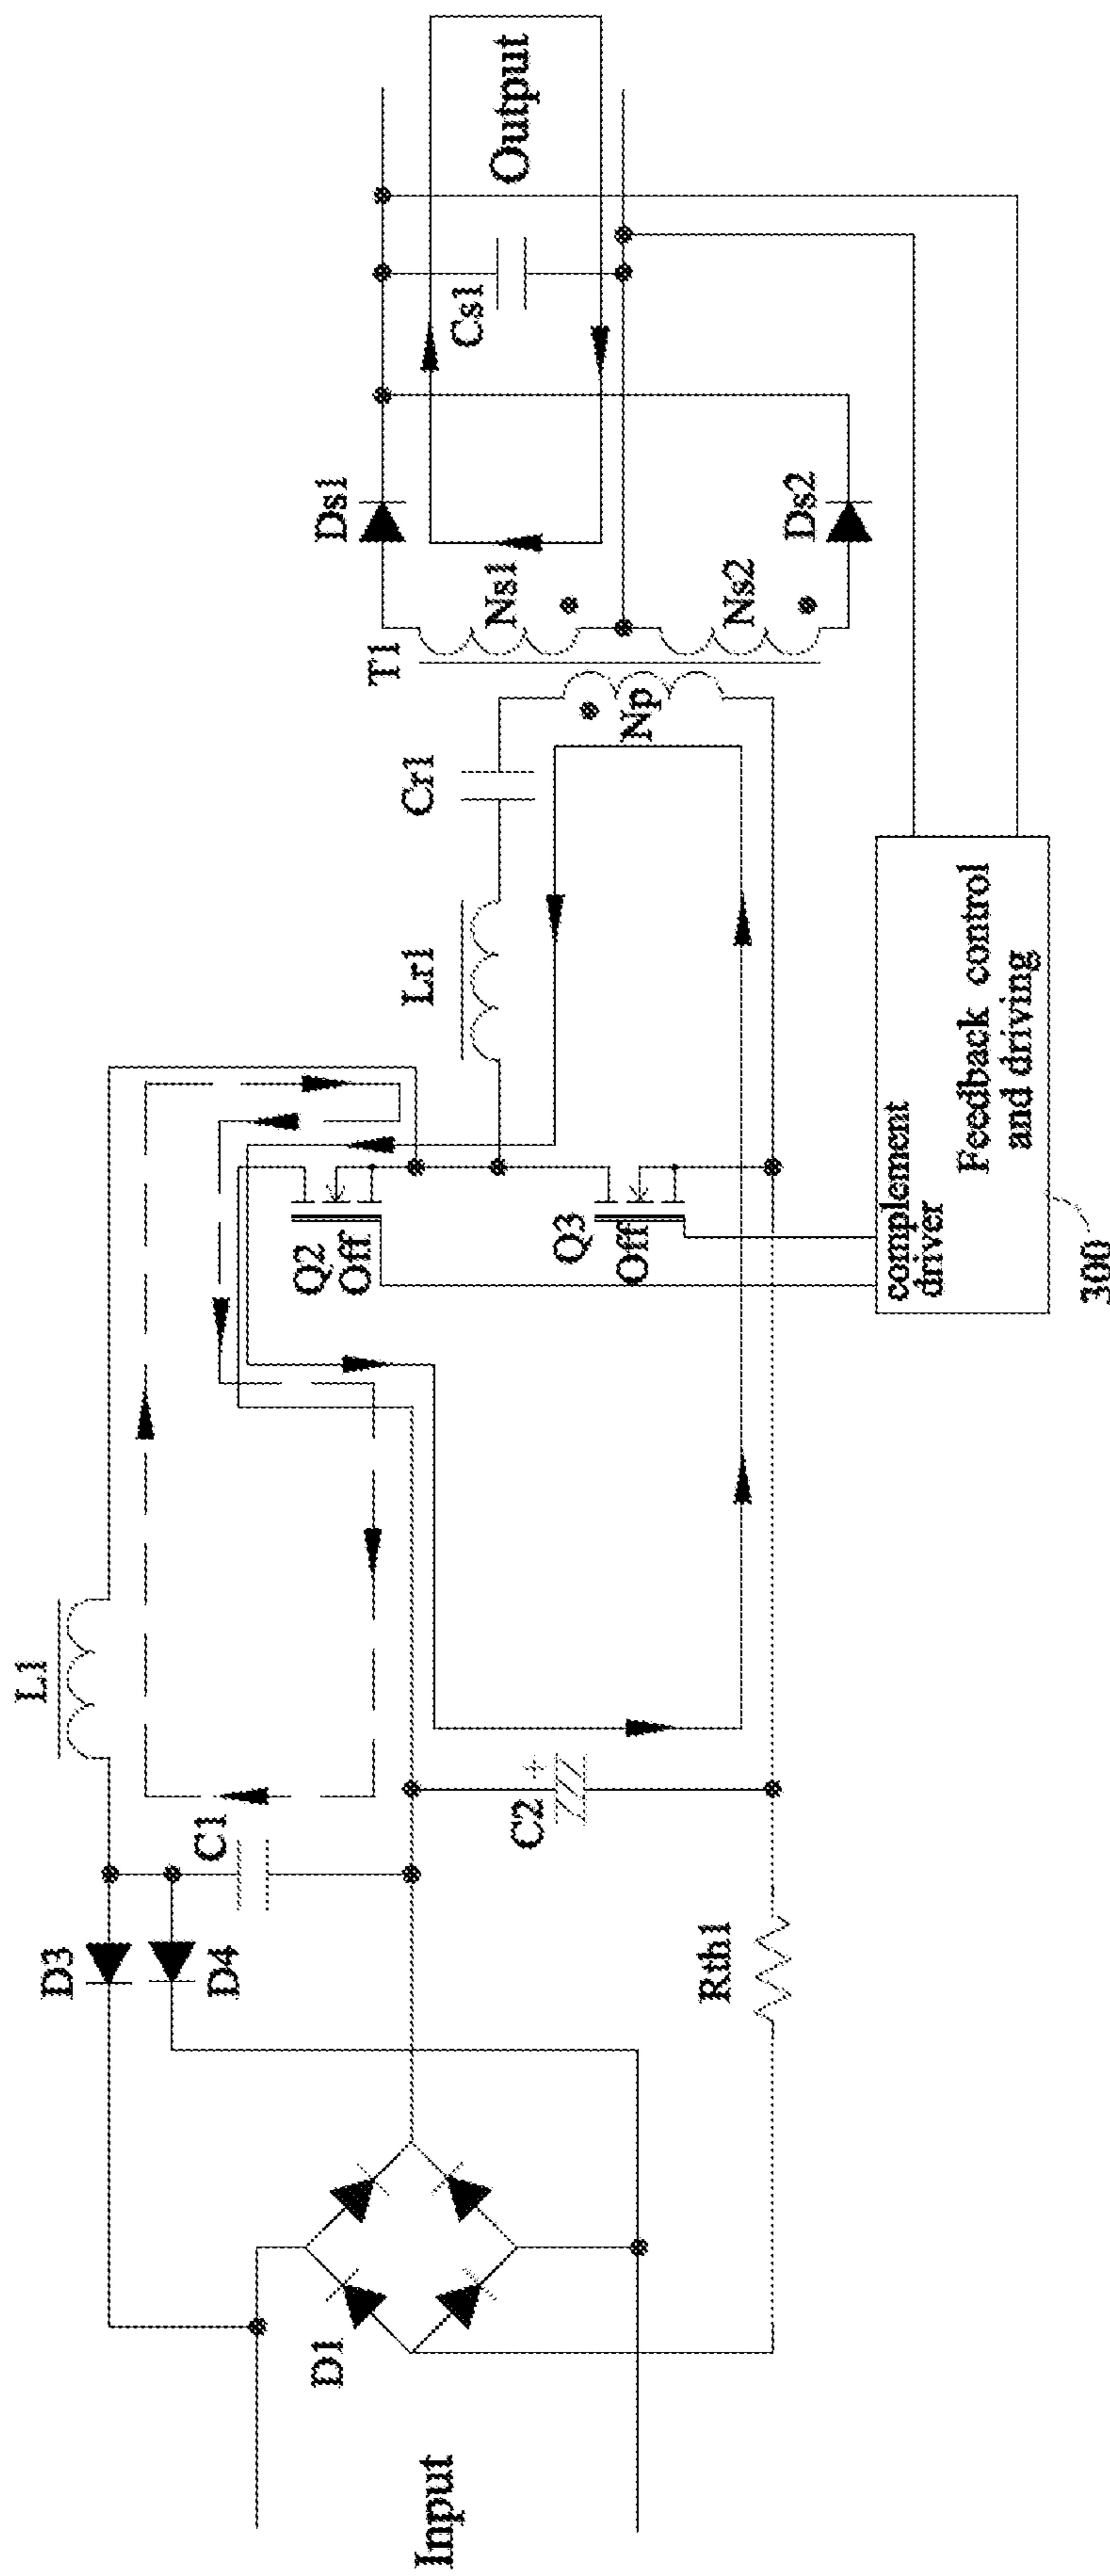 Input
D1
D3
D4
C1
L1
C2
Rth1
Q2
Off
Q3
Off
Lr1
Cr1
Np
T1
Ns1
Ns2
Ds1
Ds2
Cs1
Output
complement
driver
Feedback control
and driving
300